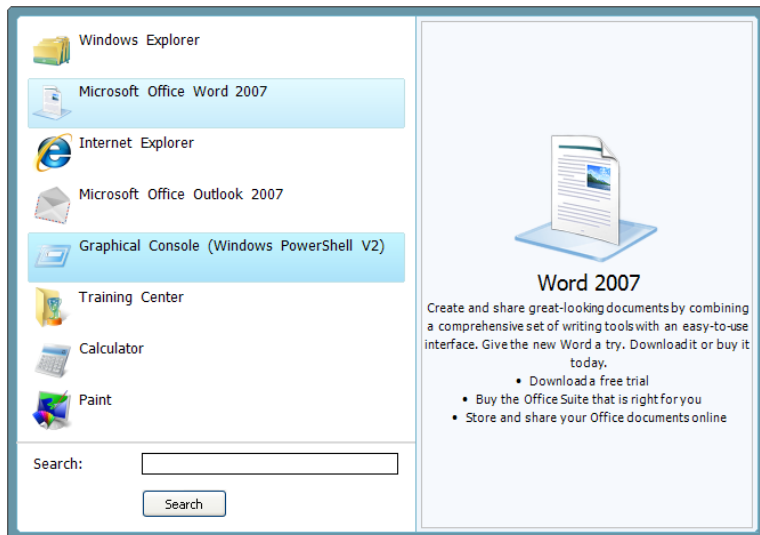 Windows Explorer
Microsoft Office Word 2007
Internet Explorer
Microsoft Office Outlook 2007
Graphical Console (Windows PowerShell V2)
Training Center
Calculator
Paint
Search:
Search
Word 2007
Create and share great-looking documents by combining
a comprehensive set of writing tools with an easy-to-use
interface. Give the new Word a try. Download it or buy it
today.
• Download a free trial
• Buy the Office Suite that is right for you
• Store and share your Office documents online